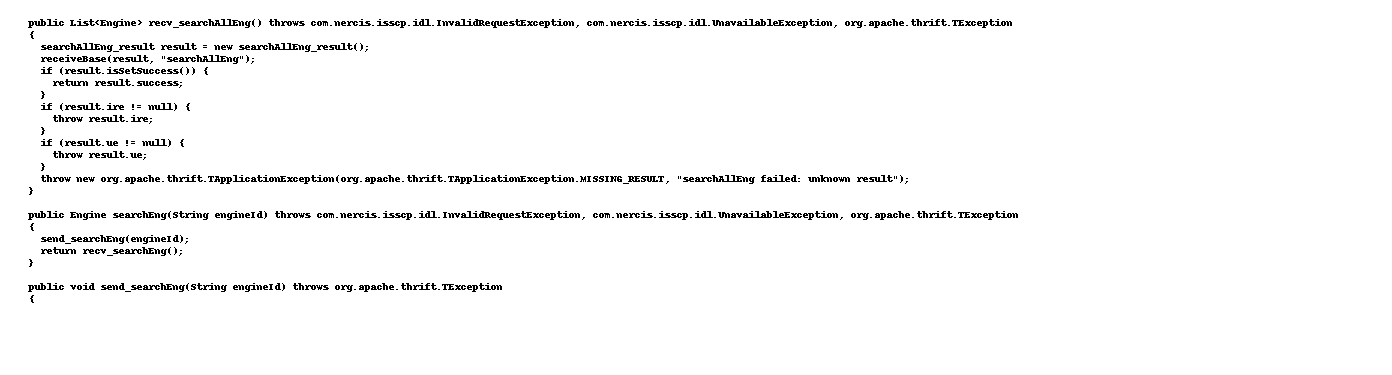 public List<Engine> recv_searchAllEng() throws com.nercis.isscp.idl.InvalidRequestException, com.nercis.isscp.idl.UnavailableException, org.apache.thrift.TException
{
searchAllEng_result result = new searchAllEng_result();
receiveBase(result, "searchAllEng");
if (result.isSetSuccess()) {
return result.success;
}
if (result.ire != null) {
throw result.ire;
}
if (result.ue != null) {
throw result.ue;
}
throw new org.apache.thrift.TApplicationException(org.apache.thrift.TApplicationException.MISSING_RESULT, "searchAllEng failed: unknown result");
}
public Engine searchEng(String engineId) throws com.nercis.isscp.idl.InvalidRequestException, com.nercis.isscp.idl.UnavailableException, org.apache.thrift.TException
{
send_searchEng(engineId);
return recv_searchEng();
}
public void send_searchEng(String engineId) throws org.apache.thrift.TException
{